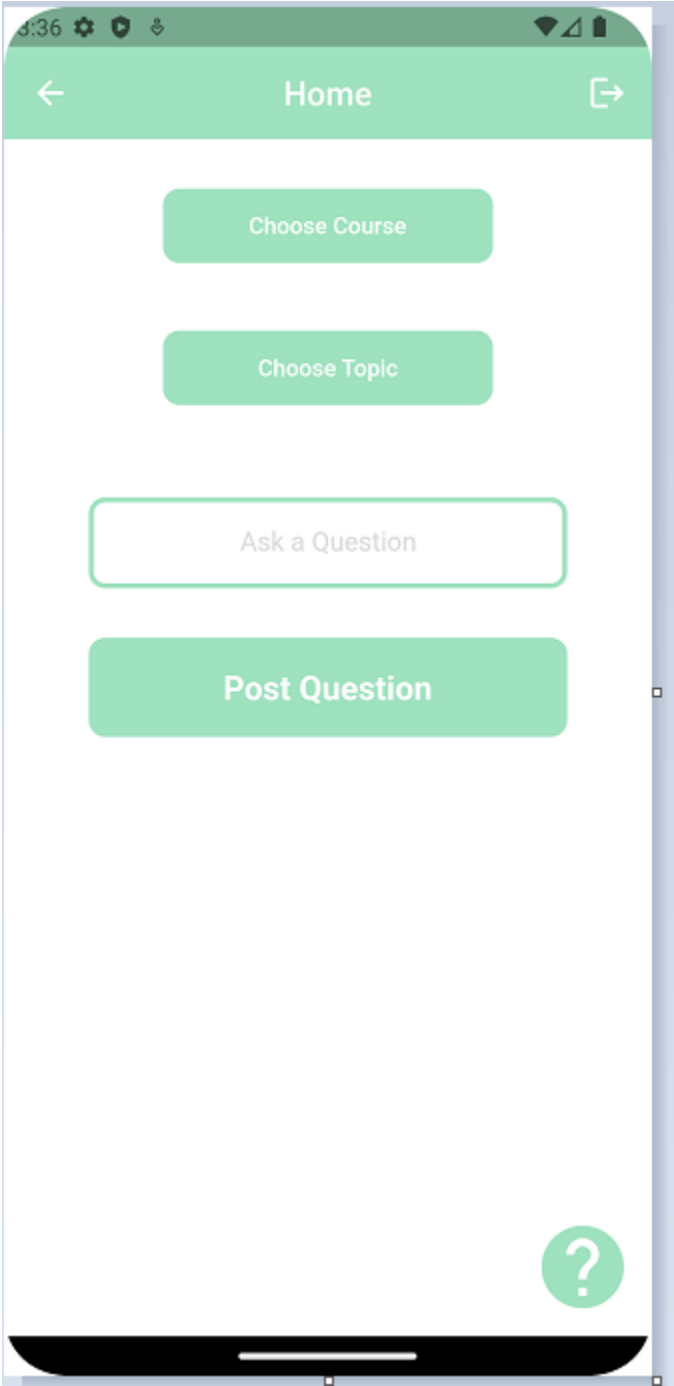 3:36
Home
Choose Course
Choose Topic
Ask a Question
Post Question
?